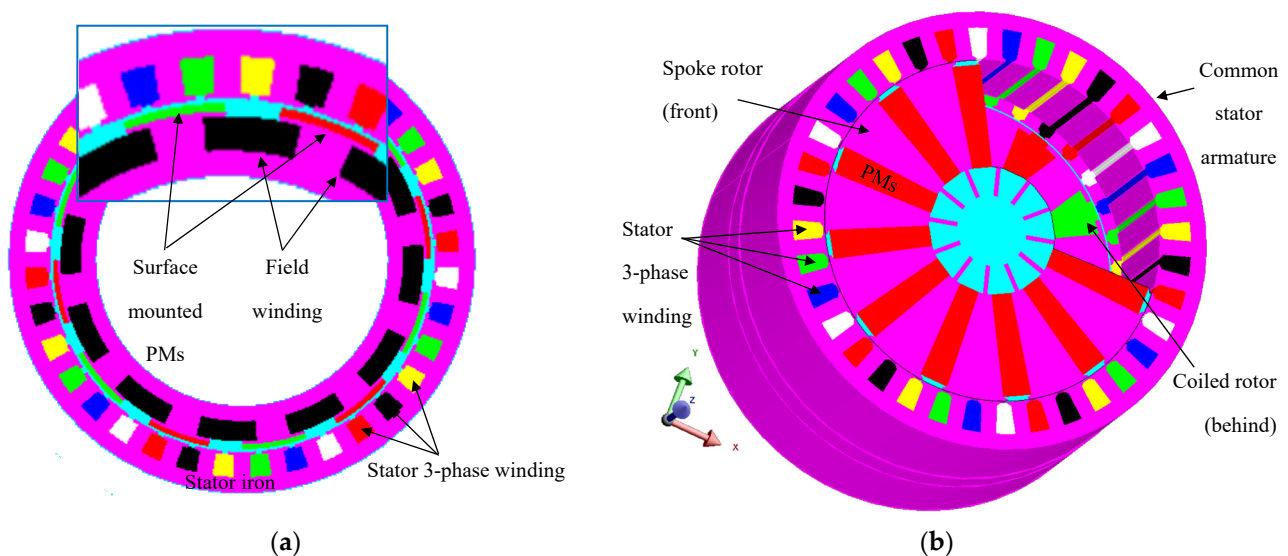 Surface
mounted
PMs
Field
winding
Stator 3-phase winding
Stator iron
(a)
Spoke rotor
(front)
PMs
Common
stator
armature
Stator
3-phase
winding
Coiled rotor
(behind)
Y
Z
X
(b)